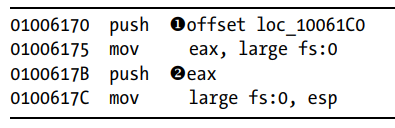 01006170 push ❶offset loc_10061C0
01006175 mov eax, large fs:0
0100617B push ❷eax
0100617C mov large fs:0, esp